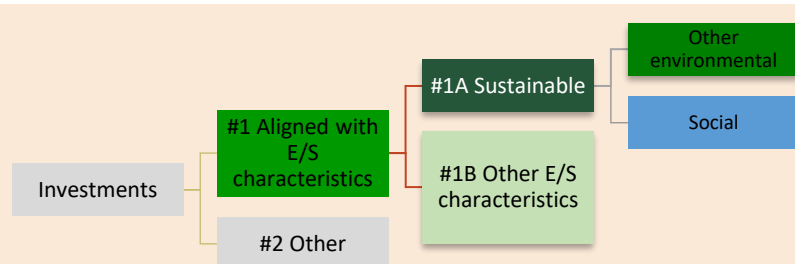 Other
environmental
#1A Sustainable
#1 Aligned with
E/S
characteristics
Social
#1B Other E/S
characteristics
Investments
#2 Other